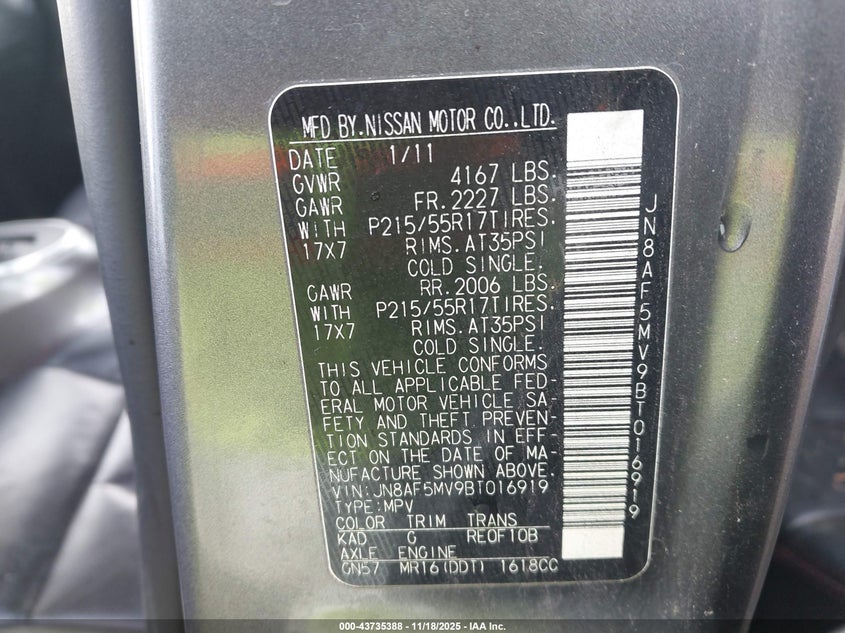 MFD BY.NISSAN MOTOR CO.,LTD.
DATE 1/11
GVWR 4167 LBS.
GAWR FR.2227 LBS.
WITH P215/55R17TIRES.
17X7 RIMS.AT35PSI
COLD SINGLE.
GAWR RR.2006 LBS.
WITH P215/55R17TIRES.
17X7 RIMS.AT35PSI
COLD SINGLE.
THIS VEHICLE CONFORMS
TO ALL APPLICABLE FED-
ERAL MOTOR VEHICLE SA-
FETY AND THEFT PREVEN-
TION STANDARDS IN EFF-
ECT ON THE DATE OF MA-
NUFACTURE SHOWN ABOVE.
VIN:JN8AF5MV9BT016919
TYPE:MPV
COLOR TRIM TRANS
KAD G RE0F10B
AXLE ENGINE
GN57 MR16(DDT) 1618CC
JN8AF5MV9BT016919
000-43735388 - 11/18/2025 - IAA Inc.